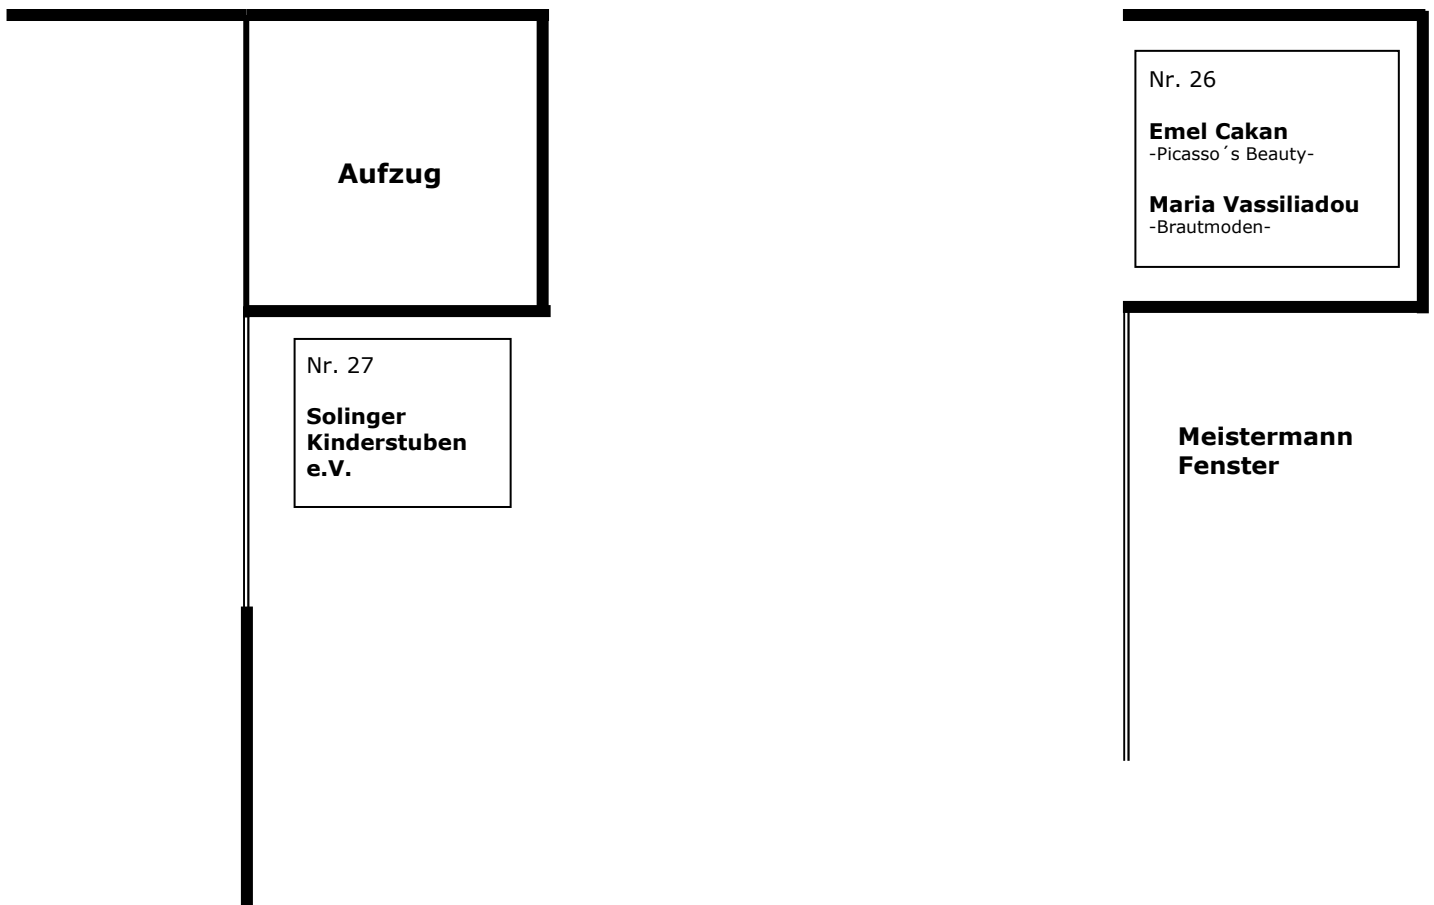 Aufzug
Nr. 26
Emel Cakan
-Picasso´s Beauty-
Maria Vassiliadou
-Brautmoden-
Nr. 27
Solinger
Kinderstuben
e.V.
Meistermann
Fenster